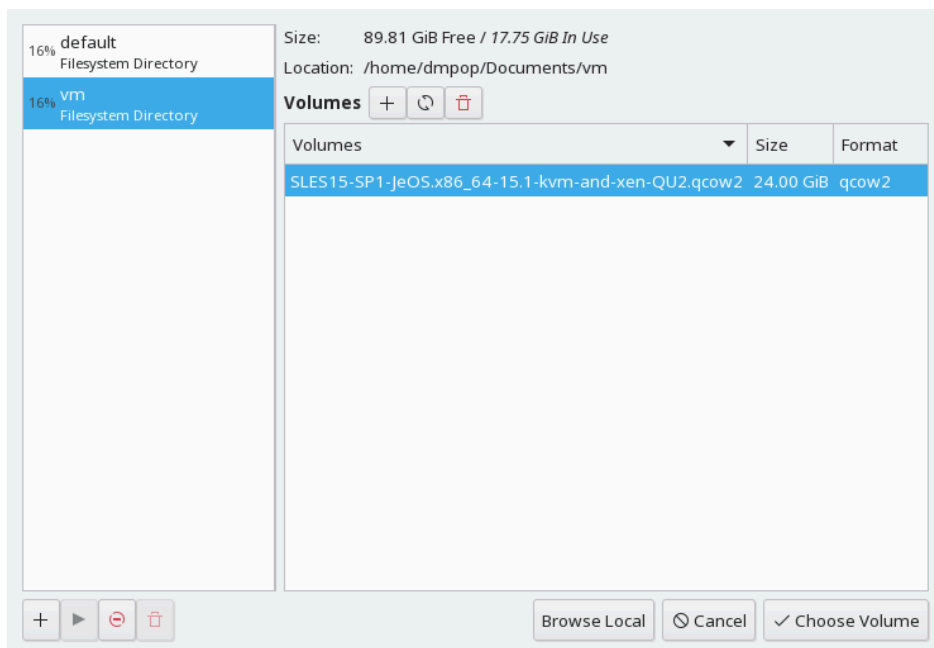 16% default
Filesystem Directory
16% vm
Filesystem Directory
Size: 89.81 GiB Free / 17.75 GiB In Use
Location: /home/dmpop/Documents/vm
Volumes
Volumes Size Format
SLES15-SP1-JeOS.x86_64-15.1-kvm-and-xen-QU2.qcow2 24.00 GiB qcow2
Browse Local Cancel Choose Volume